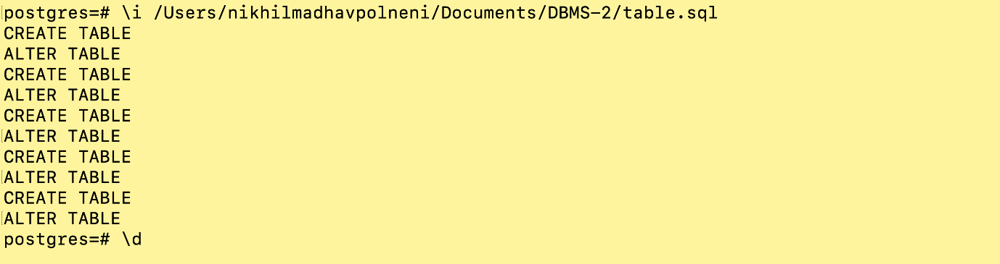 postgres=# \i /Users/nikhilmadhavpolneni/Documents/DBMS-2/table.sql
CREATE TABLE
ALTER TABLE
CREATE TABLE
ALTER TABLE
CREATE TABLE
ALTER TABLE
CREATE TABLE
ALTER TABLE
CREATE TABLE
ALTER TABLE
postgres=# \d